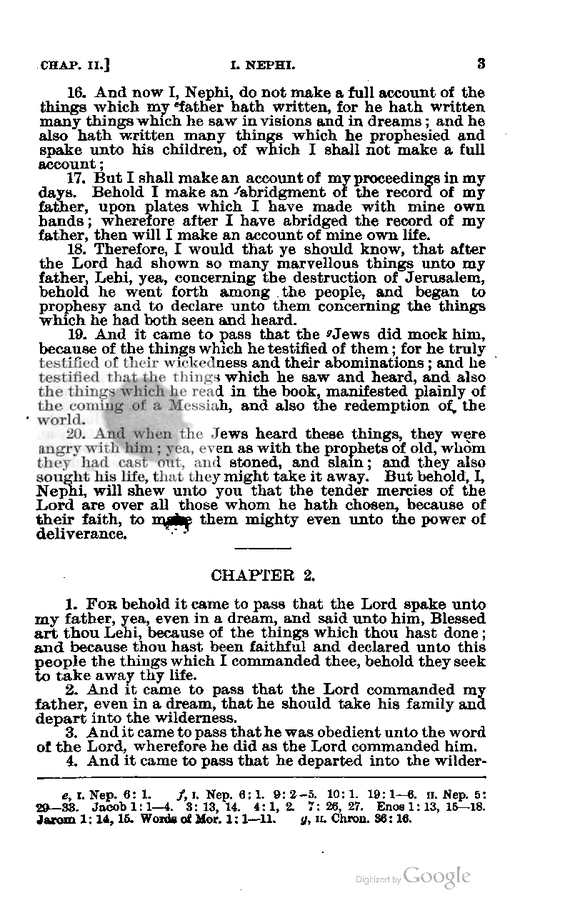 CHAP. II.] I. NEPHI. 3
16. And now I, Nephi, do not make a full account of the
things which my ᵉfather hath written, for he hath written
many things which he saw in visions and in dreams; and he
also hath written many things which he prophesied and
spake unto his children, of which I shall not make a full
account;
17. But I shall make an account of my proceedings in my
days. Behold I make an ᶠabridgment of the record of my
father, upon plates which I have made with mine own
hands; wherefore after I have abridged the record of my
father, then will I make an account of mine own life.
18. Therefore, I would that ye should know, that after
the Lord had shown so many marvellous things unto my
father, Lehi, yea, concerning the destruction of Jerusalem,
behold he went forth among the people, and began to
prophesy and to declare unto them concerning the things
which he had both seen and heard.
19. And it came to pass that the ᵍJews did mock him,
because of the things which he testified of them; for he truly
testified of their wickedness and their abominations; and he
testified that the things which he saw and heard, and also
the things which he read in the book, manifested plainly of
the coming of a Messiah, and also the redemption of the
world.
20. And when the Jews heard these things, they were
angry with him; yea, even as with the prophets of old, whom
they had cast out, and stoned, and slain; and they also
sought his life, that they might take it away. But behold, I,
Nephi, will shew unto you that the tender mercies of the
Lord are over all those whom he hath chosen, because of
their faith, to make them mighty even unto the power of
deliverance.
CHAPTER 2.
1. FOR behold it came to pass that the Lord spake unto
my father, yea, even in a dream, and said unto him, Blessed
art thou Lehi, because of the things which thou hast done;
and because thou hast been faithful and declared unto this
people the things which I commanded thee, behold they seek
to take away thy life.
2. And it came to pass that the Lord commanded my
father, even in a dream, that he should take his family and
depart into the wilderness.
3. And it came to pass that he was obedient unto the word
of the Lord, wherefore he did as the Lord commanded him.
4. And it came to pass that he departed into the wilder-
e, I. Nep. 6: 1. f, I. Nep. 6: 1. 9: 2—5. 10: 1. 19: 1—6. II. Nep. 5:
29—33. Jacob 1: 1—4. 3: 13, 14. 4: 1, 2. 7: 26, 27. Enos 1: 13, 15—18.
Jarom 1: 14, 15. Words of Mor. 1: 1—11. g, II. Chron. 36: 16.
Digitized by Google